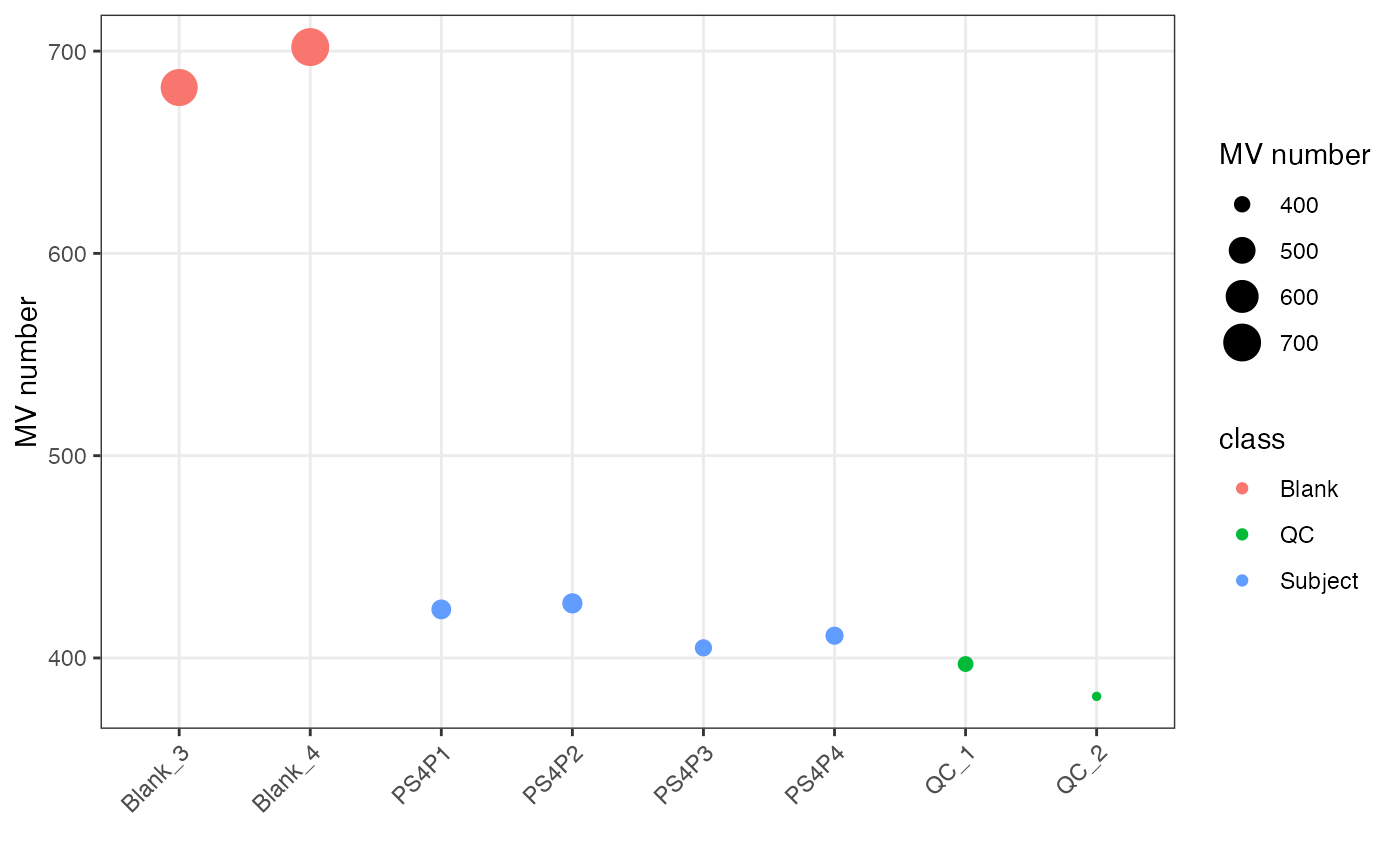 MV number
700
600
500
400
Blank_3
Blank_4
PS4P1
PS4P2
PS4P3
PS4P4
QC_1
QC_2
MV number
400
500
600
700
class
Blank
QC
Subject